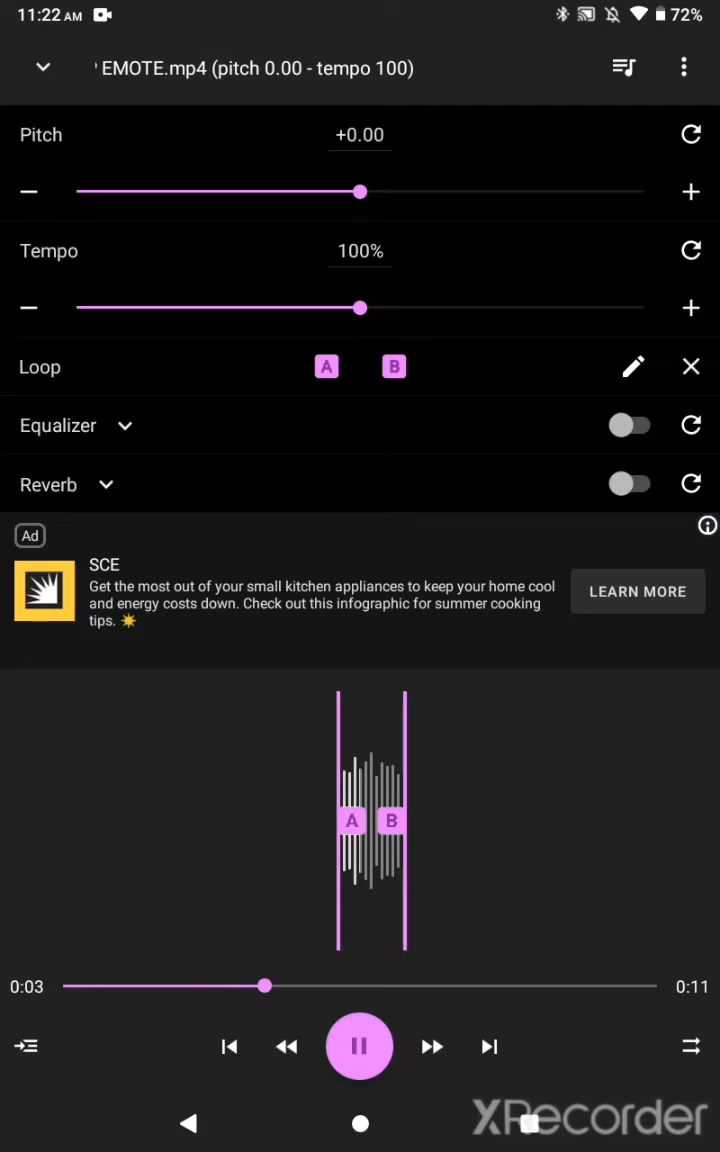 11:22 AM 72%
' EMOTE.mp4 (pitch 0.00 - tempo 100)
Pitch +0.00
Tempo 100%
Loop A B
Equalizer
Reverb
Ad
SCE
Get the most out of your small kitchen appliances to keep your home cool
and energy costs down. Check out this infographic for summer cooking
tips. ☀️
LEARN MORE
A B
0:03 0:11
XRecorder